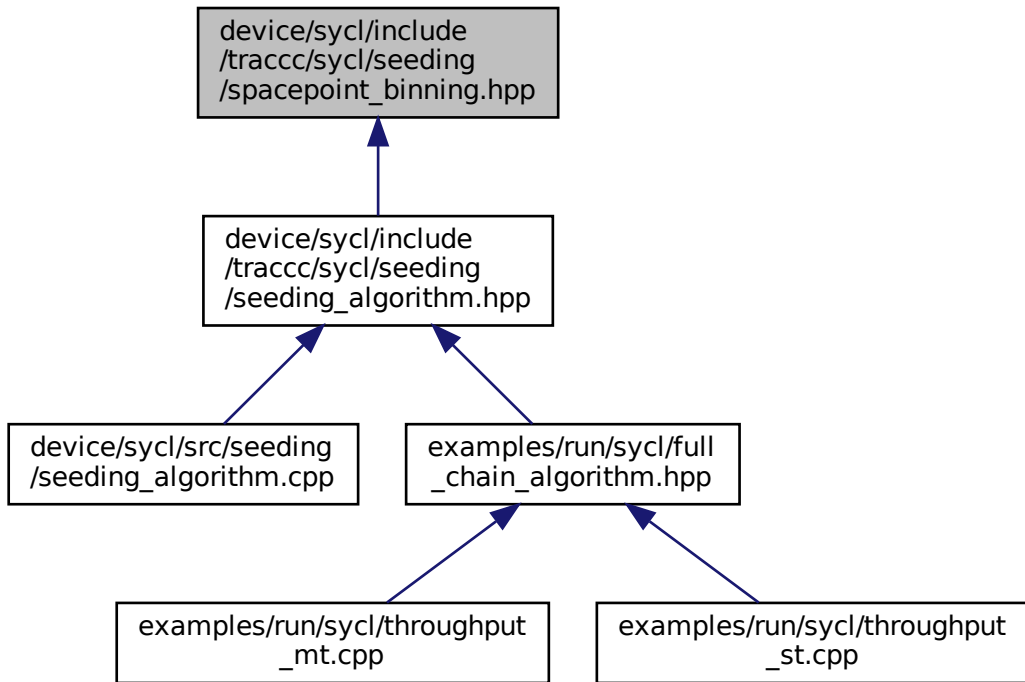 device/sycl/include
/traccc/sycl/seeding
/spacepoint_binning.hpp
device/sycl/include
/traccc/sycl/seeding
/seeding_algorithm.hpp
device/sycl/src/seeding
/seeding_algorithm.cpp
examples/run/sycl/full
_chain_algorithm.hpp
examples/run/sycl/throughput
_mt.cpp
examples/run/sycl/throughput
_st.cpp